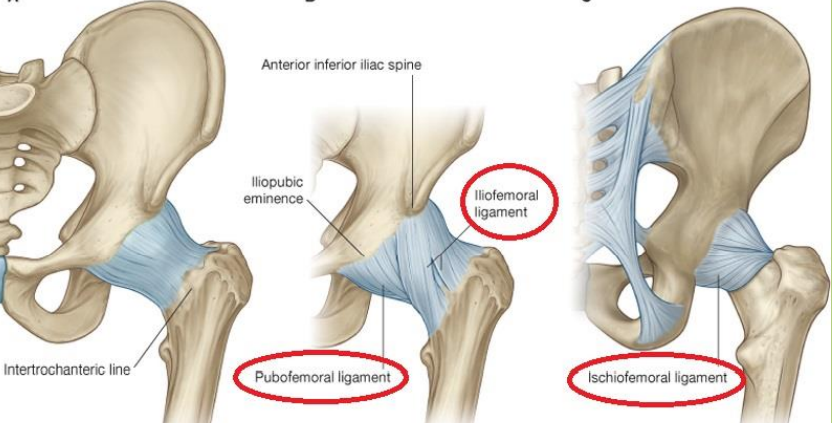 Anterior inferior iliac spine
Iliopubic
eminence
Iliofemoral
ligament
Intertrochanteric line
Pubofemoral ligament
Ischiofemoral ligament